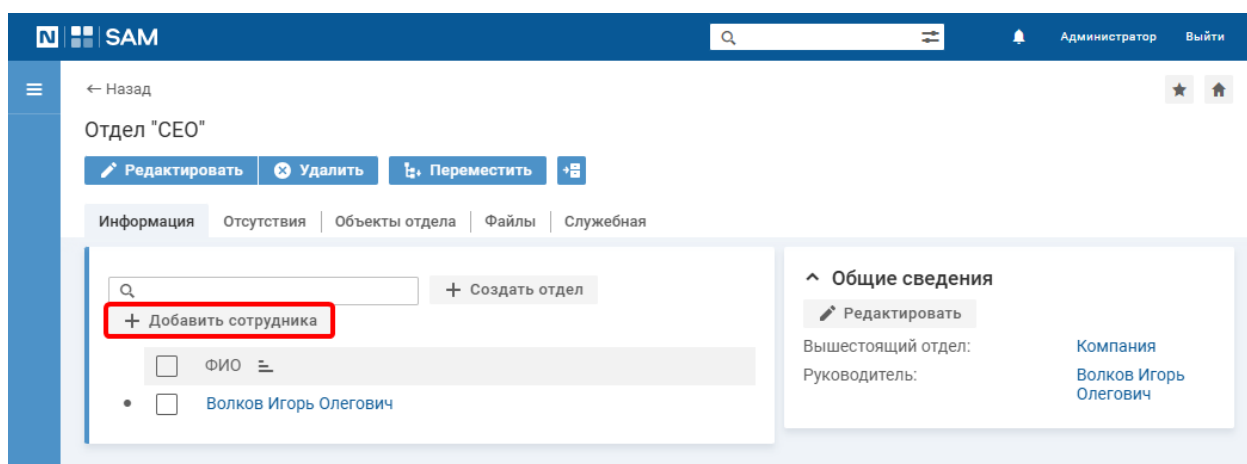 N SAM Администратор Выйти
← Назад
Отдел "CEO"
Редактировать Удалить Переместить
Информация Отсутствия Объекты отдела Файлы Служебная
+ Создать отдел
+ Добавить сотрудника
ФИО
Волков Игорь Олегович
Общие сведения
Редактировать
Вышестоящий отдел: Компания
Руководитель: Волков Игорь
Олегович